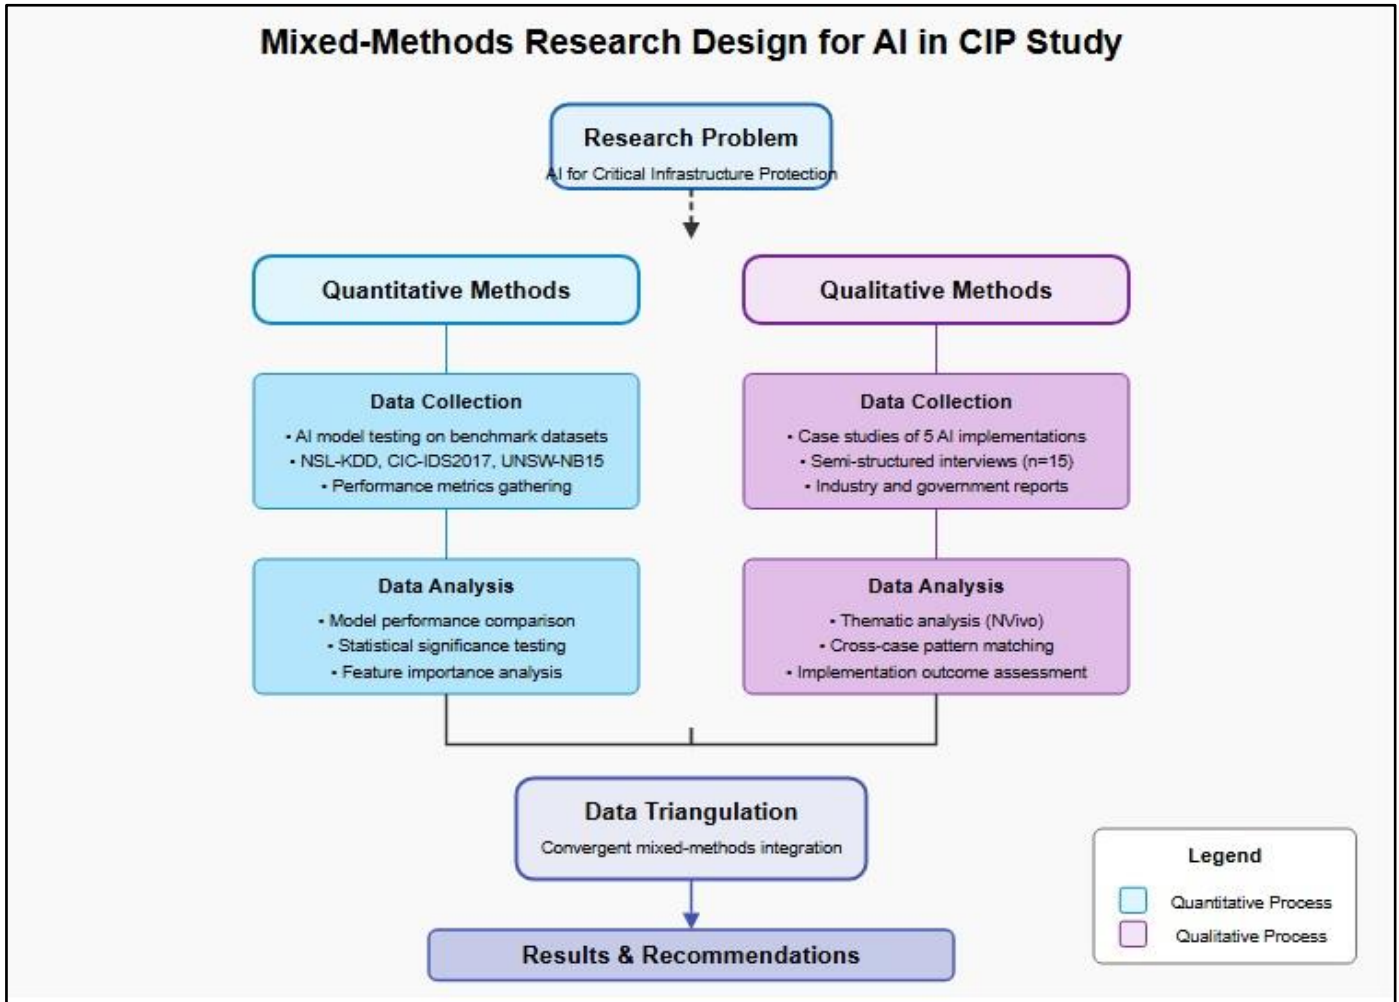 Mixed-Methods Research Design for AI in CIP Study
Research Problem
AI for Critical Infrastructure Protection
Quantitative Methods
Data Collection
• AI model testing on benchmark datasets
• NSL-KDD, CIC-IDS2017, UNSW-NB15
• Performance metrics gathering
Data Analysis
• Model performance comparison
• Statistical significance testing
• Feature importance analysis
Qualitative Methods
Data Collection
• Case studies of 5 AI implementations
• Semi-structured interviews (n=15)
• Industry and government reports
Data Analysis
• Thematic analysis (NVivo)
• Cross-case pattern matching
• Implementation outcome assessment
Data Triangulation
Convergent mixed-methods integration
Results & Recommendations
Legend
Quantitative Process
Qualitative Process